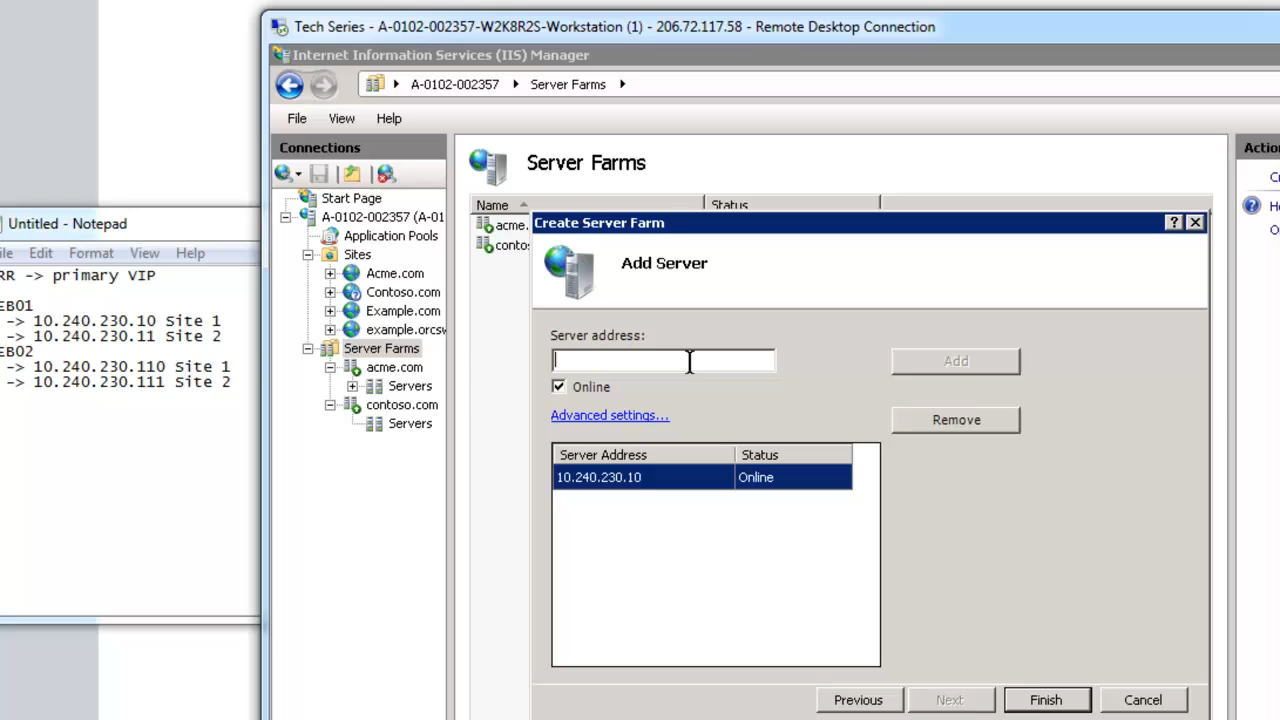 Tech Series - A-0102-002357-W2K8R2S-Workstation (1) - 206.72.117.58 - Remote Desktop Connection
Internet Information Services (IIS) Manager
A-0102-002357 Server Farms
File View Help
Connections
Start Page
A-0102-002357 (A-01
Application Pools
Sites
Acme.com
Contoso.com
Example.com
example.orcsw
Server Farms
acme.com
Servers
contoso.com
Servers
Server Farms
Name Status
acme.
contos
Actio
Create Server Farm
Add Server
Server address:
Add
Online
Advanced settings...
Remove
Server Address Status
10.240.230.10 Online
Previous Next Finish Cancel
Untitled - Notepad
ile Edit Format View Help
RR -> primary VIP
EB01
-> 10.240.230.10 Site 1
-> 10.240.230.11 Site 2
EB02
-> 10.240.230.110 Site 1
-> 10.240.230.111 Site 2